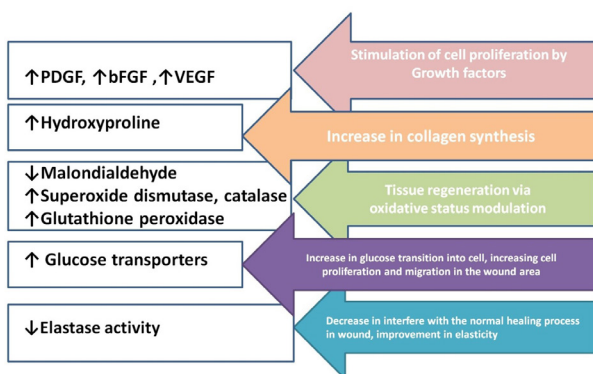 ↑PDGF, ↑bFGF ,↑VEGF
Stimulation of cell proliferation by
Growth factors
↑Hydroxyproline
Increase in collagen synthesis
↓Malondialdehyde
↑Superoxide dismutase, catalase
↑Glutathione peroxidase
Tissue regeneration via
oxidative status modulation
↑ Glucose transporters
Increase in glucose transition into cell, increasing cell
proliferation and migration in the wound area
↓Elastase activity
Decrease in interfere with the normal healing process
in wound, improvement in elasticity